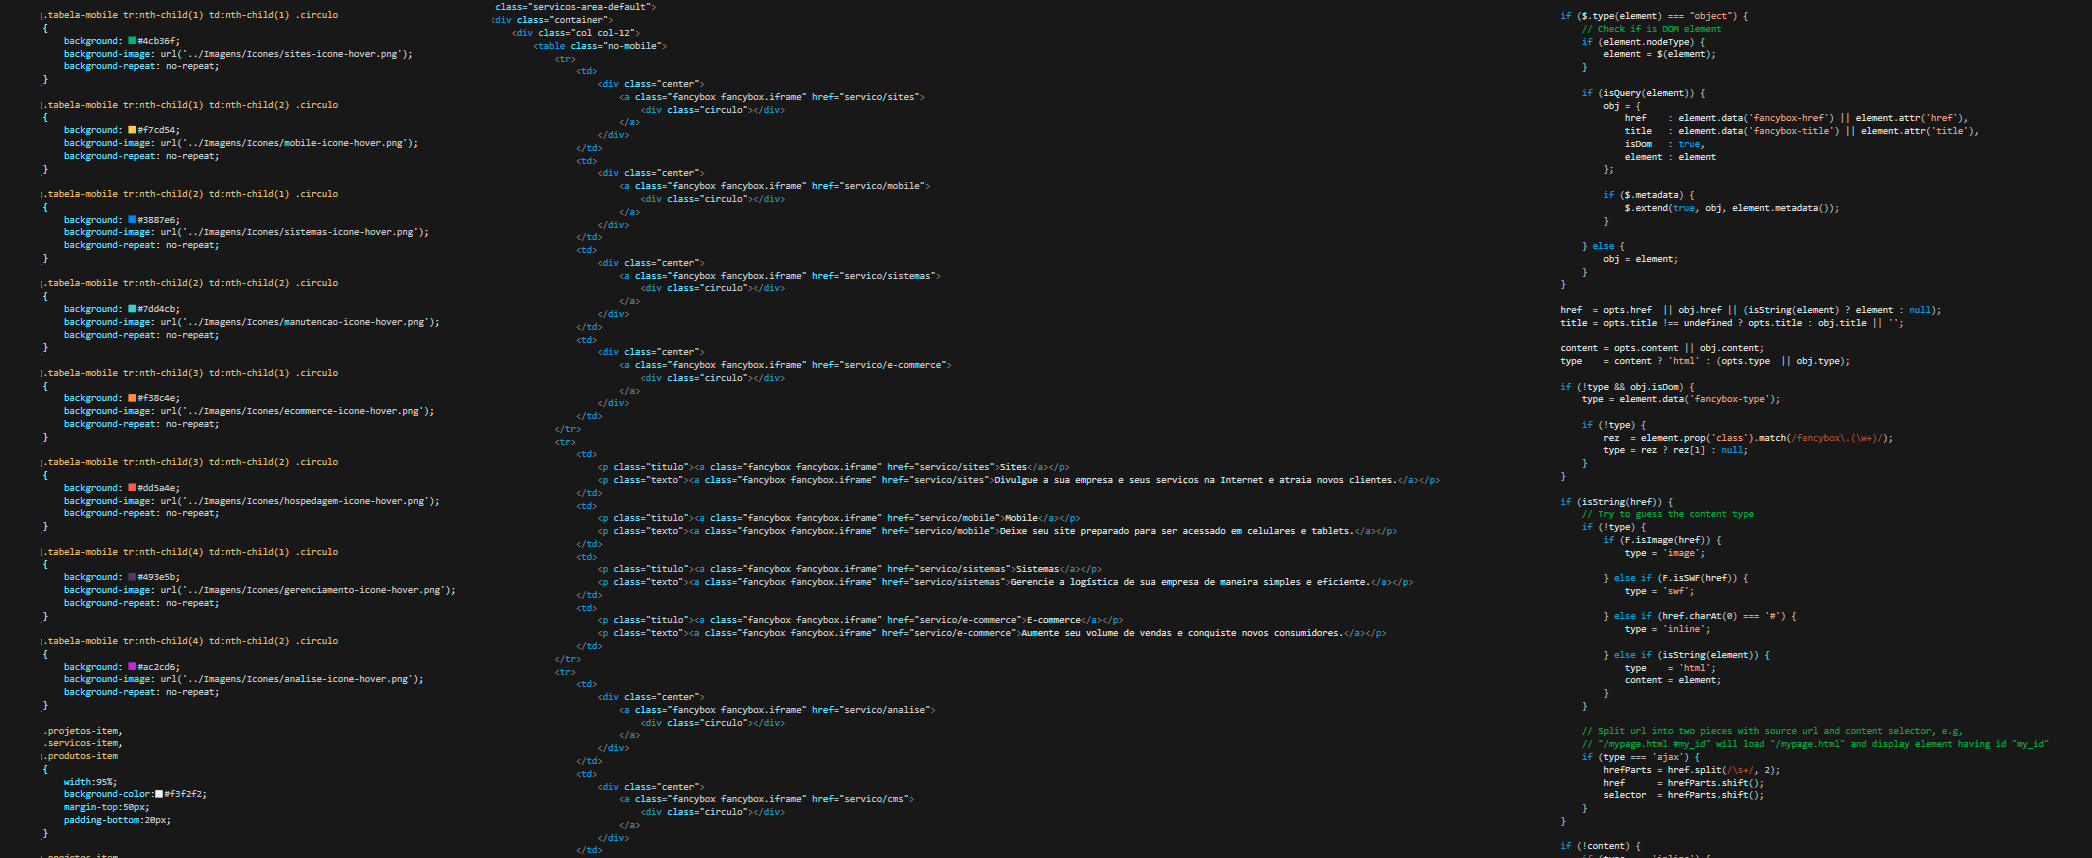 .tabela-mobile tr:nth-child(1) td:nth-child(1) .circulo
{
background: #4cb36f;
background-image: url('../Imagens/Icones/sites-icone-hover.png');
background-repeat: no-repeat;
}
.tabela-mobile tr:nth-child(1) td:nth-child(2) .circulo
{
background: #f7cd54;
background-image: url('../Imagens/Icones/mobile-icone-hover.png');
background-repeat: no-repeat;
}
.tabela-mobile tr:nth-child(2) td:nth-child(1) .circulo
{
background: #3887e6;
background-image: url('../Imagens/Icones/sistemas-icone-hover.png');
background-repeat: no-repeat;
}
.tabela-mobile tr:nth-child(2) td:nth-child(2) .circulo
{
background: #7dd4cb;
background-image: url('../Imagens/Icones/manutencao-icone-hover.png');
background-repeat: no-repeat;
}
.tabela-mobile tr:nth-child(3) td:nth-child(1) .circulo
{
background: #f38c4e;
background-image: url('../Imagens/Icones/ecommerce-icone-hover.png');
background-repeat: no-repeat;
}
.tabela-mobile tr:nth-child(3) td:nth-child(2) .circulo
{
background: #dd5a4e;
background-image: url('../Imagens/Icones/hospedagem-icone-hover.png');
background-repeat: no-repeat;
}
.tabela-mobile tr:nth-child(4) td:nth-child(1) .circulo
{
background: #493e5b;
background-image: url('../Imagens/Icones/gerenciamento-icone-hover.png');
background-repeat: no-repeat;
}
.tabela-mobile tr:nth-child(4) td:nth-child(2) .circulo
{
background: #ac2cd6;
background-image: url('../Imagens/Icones/analise-icone-hover.png');
background-repeat: no-repeat;
}
.projetos-item,
.servicos-item,
.produtos-item
{
width:95%;
background-color:#f3f2f2;
margin-top:50px;
padding-bottom:20px;
}
.projetos-item
class="servicos-area-default">
<div class="container">
<div class="col col-12">
<table class="no-mobile">
<tr>
<td>
<div class="center">
<a class="fancybox fancybox.iframe" href="servico/sites">
<div class="circulo"></div>
</a>
</div>
</td>
<td>
<div class="center">
<a class="fancybox fancybox.iframe" href="servico/mobile">
<div class="circulo"></div>
</a>
</div>
</td>
<td>
<div class="center">
<a class="fancybox fancybox.iframe" href="servico/sistemas">
<div class="circulo"></div>
</a>
</div>
</td>
<td>
<div class="center">
<a class="fancybox fancybox.iframe" href="servico/e-commerce">
<div class="circulo"></div>
</a>
</div>
</td>
</tr>
<tr>
<td>
<p class="titulo"><a class="fancybox fancybox.iframe" href="servico/sites">Sites</a></p>
<p class="texto"><a class="fancybox fancybox.iframe" href="servico/sites">Divulgue a sua empresa e seus serviços na Internet e atraia novos clientes.</a></p>
</td>
<td>
<p class="titulo"><a class="fancybox fancybox.iframe" href="servico/mobile">Mobile</a></p>
<p class="texto"><a class="fancybox fancybox.iframe" href="servico/mobile">Deixe seu site preparado para ser acessado em celulares e tablets.</a></p>
</td>
<td>
<p class="titulo"><a class="fancybox fancybox.iframe" href="servico/sistemas">Sistemas</a></p>
<p class="texto"><a class="fancybox fancybox.iframe" href="servico/sistemas">Gerencie a logística de sua empresa de maneira simples e eficiente.</a></p>
</td>
<td>
<p class="titulo"><a class="fancybox fancybox.iframe" href="servico/e-commerce">E-commerce</a></p>
<p class="texto"><a class="fancybox fancybox.iframe" href="servico/e-commerce">Aumente seu volume de vendas e conquiste novos consumidores.</a></p>
</td>
</tr>
<tr>
<td>
<div class="center">
<a class="fancybox fancybox.iframe" href="servico/analise">
<div class="circulo"></div>
</a>
</div>
</td>
<td>
<div class="center">
<a class="fancybox fancybox.iframe" href="servico/cms">
<div class="circulo"></div>
</a>
</div>
</td>
if ($.type(element) === "object") {
// Check if is DOM element
if (element.nodeType) {
element = $(element);
}
if (isQuery(element)) {
obj = {
href    : element.data('fancybox-href') || element.attr('href'),
title   : element.data('fancybox-title') || element.attr('title'),
isDom   : true,
element : element
};
if ($.metadata) {
$.extend(true, obj, element.metadata());
}
} else {
obj = element;
}
}
href  = opts.href  || obj.href || (isString(element) ? element : null);
title = opts.title !== undefined ? opts.title : obj.title || '';
content = opts.content || obj.content;
type    = content ? 'html' : (opts.type  || obj.type);
if (!type && obj.isDom) {
type = element.data('fancybox-type');
if (!type) {
rez  = element.prop('class').match(/fancybox\.(\w+)/);
type = rez ? rez[1] : null;
}
}
if (isString(href)) {
// Try to guess the content type
if (!type) {
if (F.isImage(href)) {
type = 'image';
} else if (F.isSWF(href)) {
type = 'swf';
} else if (href.charAt(0) === '#') {
type = 'inline';
} else if (isString(element)) {
type    = 'html';
content = element;
}
}
// Split url into two pieces with source url and content selector, e.g,
// "/mypage.html #my_id" will load "/mypage.html" and display element having id "my_id"
if (type === 'ajax') {
hrefParts = href.split(/\s+/, 2);
href      = hrefParts.shift();
selector  = hrefParts.shift();
}
}
if (!content) {